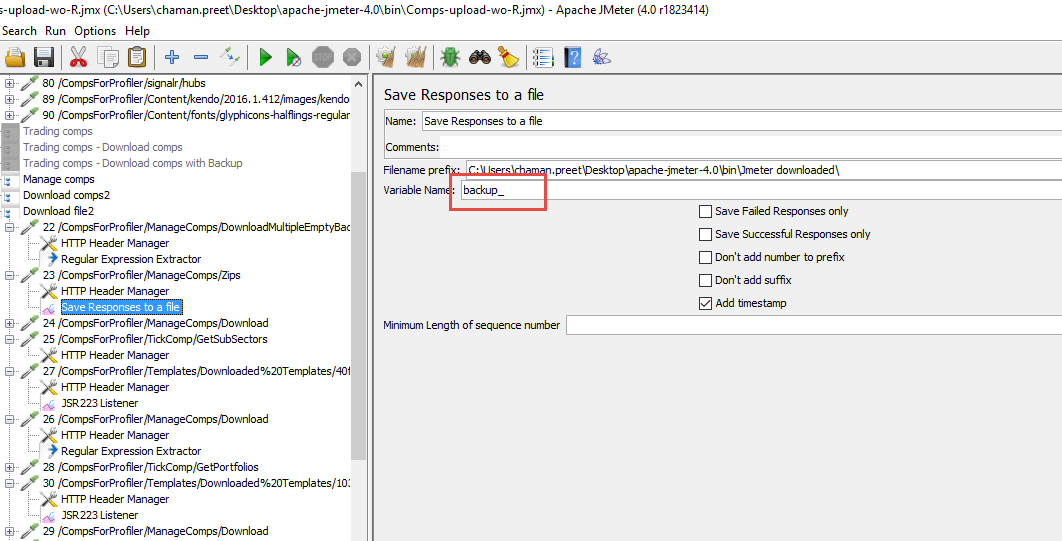 s-upload-wo-R.jmx (C:\Users\chaman.preet\Desktop\apache-jmeter-4.0\bin\Comps-upload-wo-R.jmx) - Apache JMeter (4.0 r1823414)
Search Run Options Help
STOP
80 /CompsForProfiler/signalr/hubs
89 /CompsForProfiler/Content/kendo/2016.1.412/images/kendo
90 /CompsForProfiler/Content/fonts/glyphicons-halflings-regular
Trading comps
Trading comps - Download comps
Trading comps - Download comps with Backup
Manage comps
Download comps2
Download file2
22 /CompsForProfiler/ManageComps/DownloadMultipleEmptyBac
HTTP Header Manager
Regular Expression Extractor
23 /CompsForProfiler/ManageComps/Zips
HTTP Header Manager
Save Responses to a file
24 /CompsForProfiler/ManageComps/Download
25 /CompsForProfiler/TickComp/GetSubSectors
HTTP Header Manager
27 /CompsForProfiler/Templates/Downloaded%20Templates/40f
HTTP Header Manager
JSR223 Listener
26 /CompsForProfiler/ManageComps/Download
HTTP Header Manager
Regular Expression Extractor
28 /CompsForProfiler/TickComp/GetPortfolios
30 /CompsForProfiler/Templates/Downloaded%20Templates/103
HTTP Header Manager
JSR223 Listener
29 /CompsForProfiler/ManageComps/Download
Save Responses to a file
Name: Save Responses to a file
Comments:
Filename prefix: C:\Users\chaman.preet\Desktop\apache-jmeter-4.0\bin\Jmeter downloaded\
Variable Name: backup_
Save Failed Responses only
Save Successful Responses only
Don't add number to prefix
Don't add suffix
Add timestamp
Minimum Length of sequence number